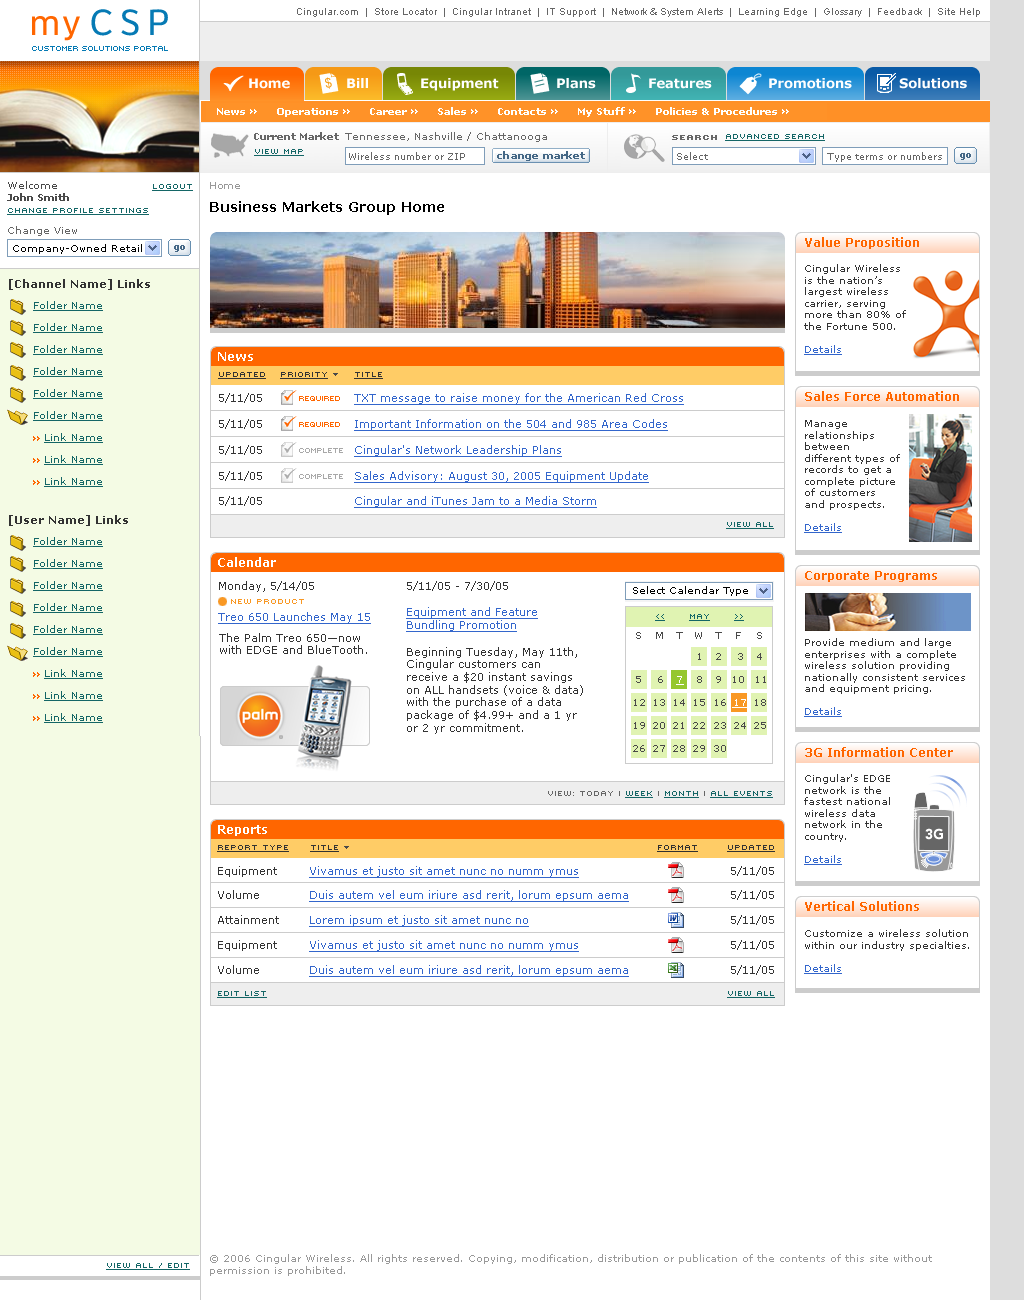 my CSP
CUSTOMER SOLUTIONS PORTAL
Cingular.com | Store Locator | Cingular Intranet | IT Support | Network & System Alerts | Learning Edge | Glossary | Feedback | Site Help
Home Bill Equipment Plans Features Promotions Solutions
News ›› Operations ›› Career ›› Sales ›› Contacts ›› My Stuff ›› Policies & Procedures ››
Current Market Tennessee, Nashville / Chattanooga
VIEW MAP
Wireless number or ZIP
change market
SEARCH ADVANCED SEARCH
Select
Type terms or numbers
go
Welcome
LOGOUT
John Smith
CHANGE PROFILE SETTINGS
Change View
Company-Owned Retail
go
[Channel Name] Links
Folder Name
Folder Name
Folder Name
Folder Name
Folder Name
Folder Name
›› Link Name
›› Link Name
›› Link Name
[User Name] Links
Folder Name
Folder Name
Folder Name
Folder Name
Folder Name
Folder Name
›› Link Name
›› Link Name
›› Link Name
VIEW ALL / EDIT
Home
Business Markets Group Home
News
UPDATED PRIORITY TITLE
5/11/05 REQUIRED TXT message to raise money for the American Red Cross
5/11/05 REQUIRED Important Information on the 504 and 985 Area Codes
5/11/05 COMPLETE Cingular's Network Leadership Plans
5/11/05 COMPLETE Sales Advisory: August 30, 2005 Equipment Update
5/11/05 Cingular and iTunes Jam to a Media Storm
VIEW ALL
Calendar
Monday, 5/14/05
NEW PRODUCT
Treo 650 Launches May 15
The Palm Treo 650—now
with EDGE and BlueTooth.
palm
5/11/05 - 7/30/05
Equipment and Feature
Bundling Promotion
Beginning Tuesday, May 11th,
Cingular customers can
receive a $20 instant savings
on ALL handsets (voice & data)
with the purchase of a data
package of $4.99+ and a 1 yr
or 2 yr commitment.
Select Calendar Type
<< MAY >>
S M T W T F S
1 2 3 4
5 6 7 8 9 10 11
12 13 14 15 16 17 18
19 20 21 22 23 24 25
26 27 28 29 30
VIEW: TODAY | WEEK | MONTH | ALL EVENTS
Reports
REPORT TYPE TITLE FORMAT UPDATED
Equipment Vivamus et justo sit amet nunc no numm ymus 5/11/05
Volume Duis autem vel eum iriure asd rerit, lorum epsum aema 5/11/05
Attainment Lorem ipsum et justo sit amet nunc no 5/11/05
Equipment Vivamus et justo sit amet nunc no numm ymus 5/11/05
Volume Duis autem vel eum iriure asd rerit, lorum epsum aema 5/11/05
EDIT LIST VIEW ALL
Value Proposition
Cingular Wireless
is the nation's
largest wireless
carrier, serving
more than 80% of
the Fortune 500.
Details
Sales Force Automation
Manage
relationships
between
different types of
records to get a
complete picture
of customers
and prospects.
Details
Corporate Programs
Provide medium and large
enterprises with a complete
wireless solution providing
nationally consistent services
and equipment pricing.
Details
3G Information Center
Cingular's EDGE
network is the
fastest national
wireless data
network in the
country.
3G
Details
Vertical Solutions
Customize a wireless solution
within our industry specialties.
Details
© 2006 Cingular Wireless. All rights reserved. Copying, modification, distribution or publication of the contents of this site without
permission is prohibited.